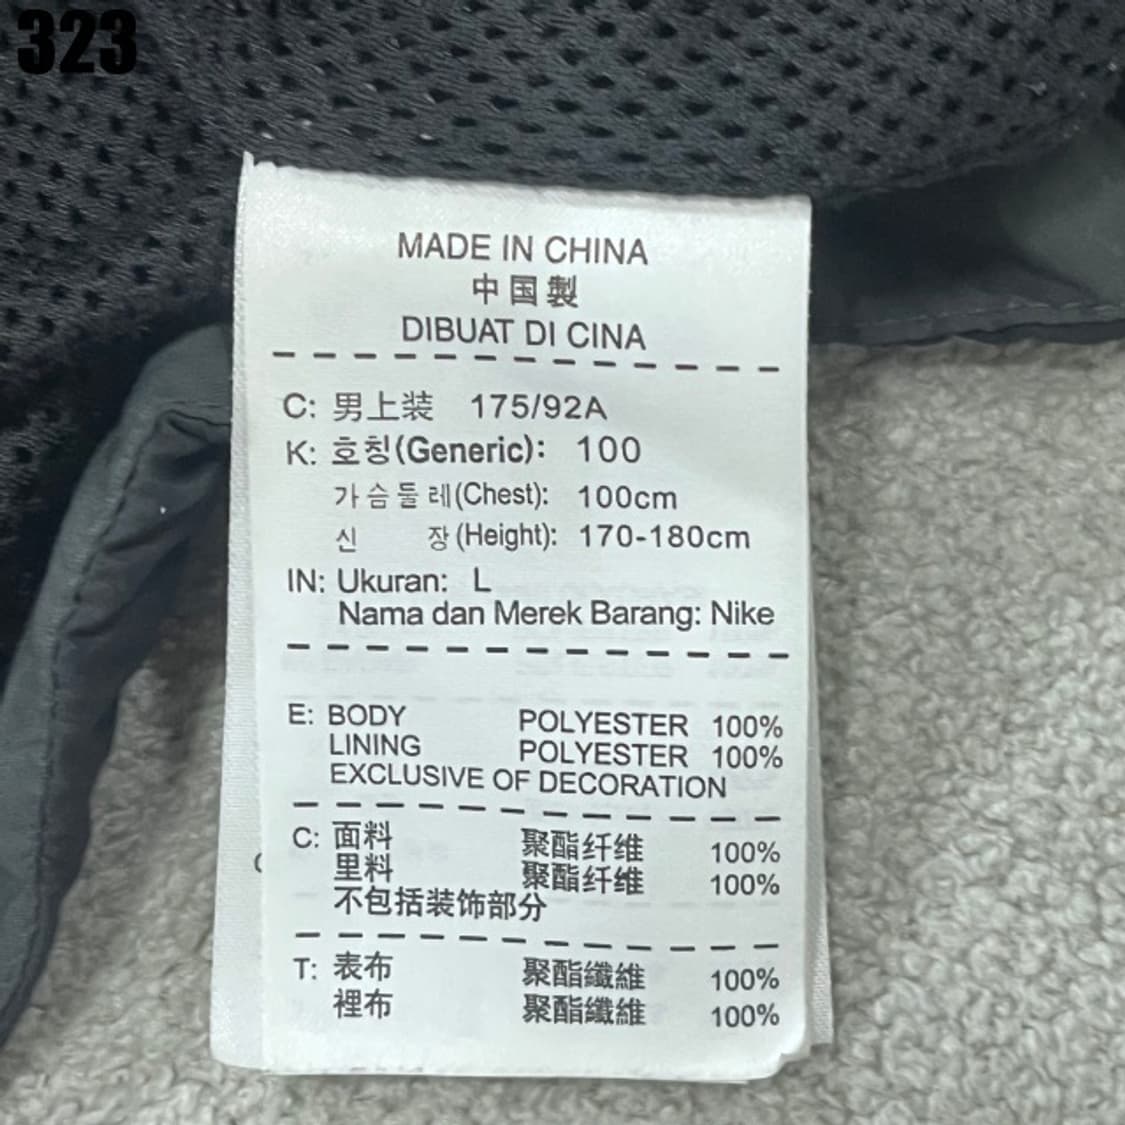 323
MADE IN CHINA
中国製
DIBUAT DI CINA
C: 男上装 175/92A
K: 호칭(Generic): 100
가슴둘레(Chest): 100cm
신 장(Height): 170-180cm
IN: Ukuran: L
Nama dan Merek Barang: Nike
E: BODY POLYESTER 100%
LINING POLYESTER 100%
EXCLUSIVE OF DECORATION
C: 面料 聚酯纤维 100%
里料 聚酯纤维 100%
不包括装饰部分
T: 表布 聚酯纖維 100%
裡布 聚酯纖維 100%